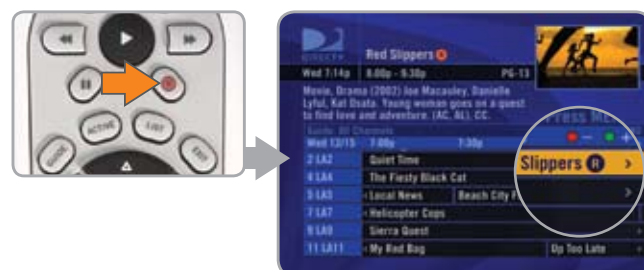 ACTIVE
LIST
GUIDE
EXIT
DIRECTV
Red Slippers R
Wed 7:14p 8:00p - 9:30p PG-13
Movie, Drama (2002) Joe Macauley, Danielle
Lyful, Kat Dsata. Young woman goes on a quest
to find love and adventure. (AC, AL), CC.
Press
Guide: All Channels
Wed 12/15 7:00p 7:30p
Slippers R
2 LA2 Quiet Time
4 LA4 The Fiesty Black Cat
5 LA5 Local News Beach City
7 LA7 Helicopter Cops
9 LA9 Sierra Quest
11 LA11 My Red Bag Up Too Late